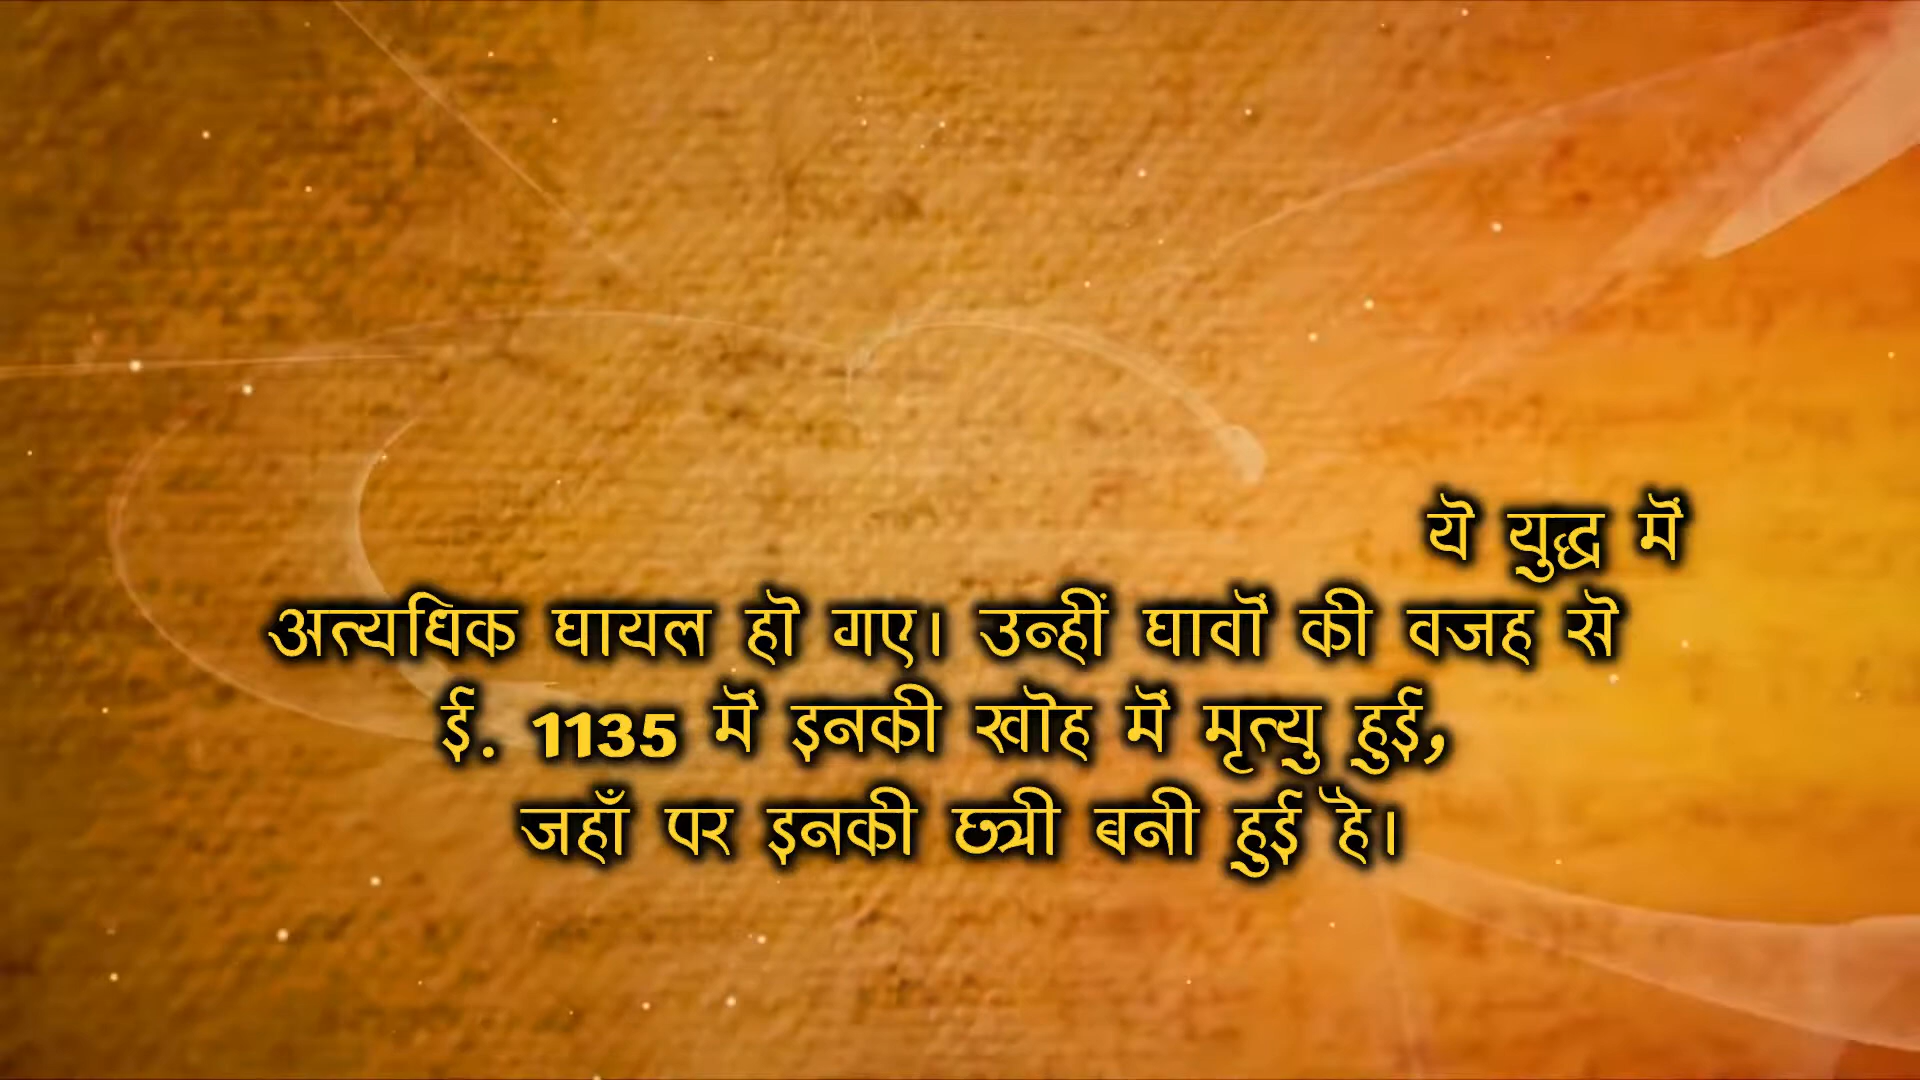 ये युद्ध में
अत्यधिक घायल हो गए। उन्हीं घावों की वजह से
ई. 1135 में इनकी खोह में मृत्यु हुई,
जहाँ पर इनकी छत्री बनी हुई है।